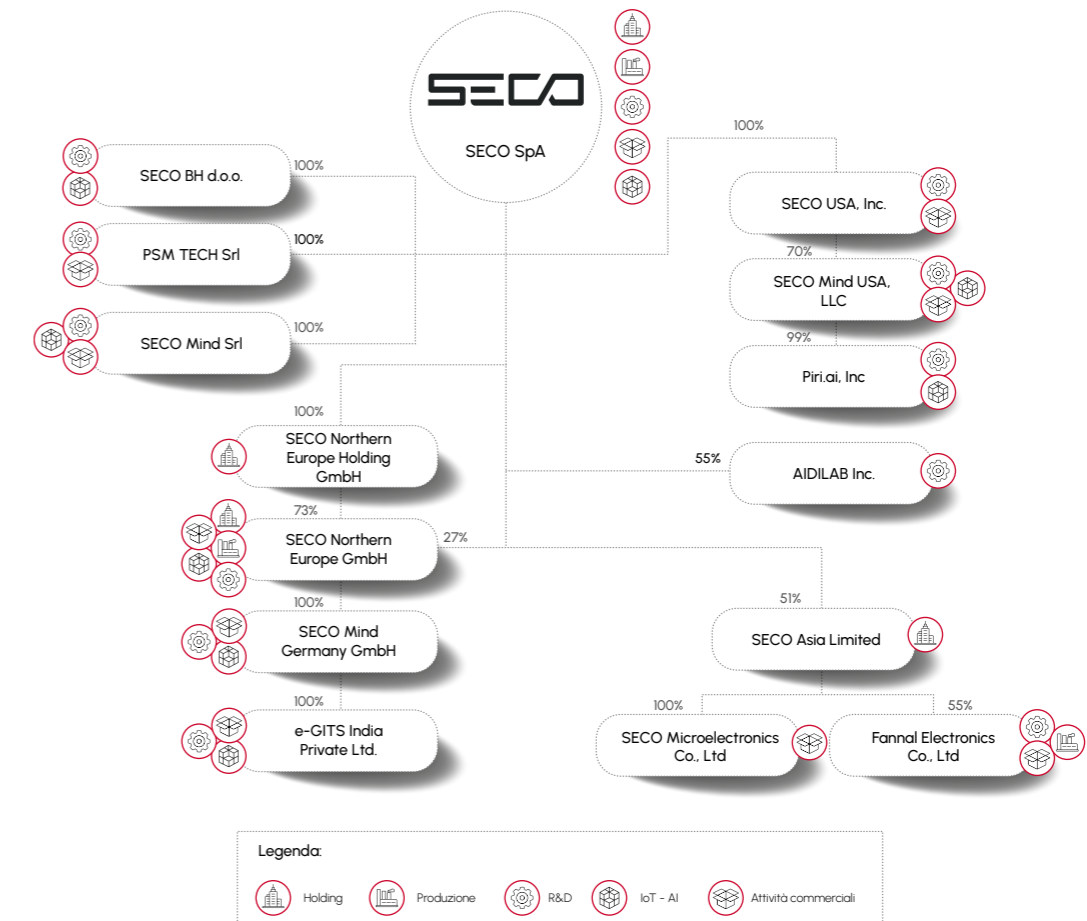 SECO
SECO SpA
100%
SECO BH d.o.o.
100%
SECO USA, Inc.
PSM TECH Srl
100%
70%
SECO Mind USA,
LLC
SECO Mind Srl
100%
99%
Piri.ai, Inc
100%
SECO Northern
Europe Holding
GmbH
55%
AIDILAB Inc.
73%
SECO Northern
Europe GmbH
27%
100%
SECO Mind
Germany GmbH
51%
SECO Asia Limited
100%
e-GITS India
Private Ltd.
100%
SECO Microelectronics
Co., Ltd
55%
Fannal Electronics
Co., Ltd
Legenda:
Holding
Produzione
R&D
IoT - AI
Attività commerciali